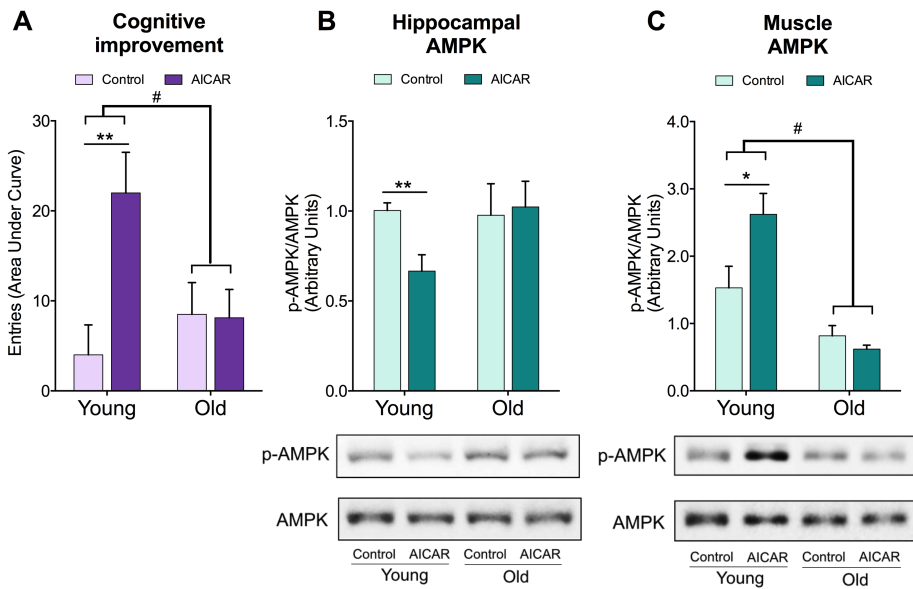 A
Cognitive
improvement
Control
AICAR
#
**
30
20
10
0
Entries (Area Under Curve)
Young
Old
B
Hippocampal
AMPK
Control
AICAR
**
1.5
1.0
0.5
0.0
p-AMPK/AMPK
(Arbitrary Units)
Young
Old
p-AMPK
AMPK
Control
AICAR
Control
AICAR
Young
Old
C
Muscle
AMPK
Control
AICAR
#
*
4.0
3.0
2.0
1.0
0.0
p-AMPK/AMPK
(Arbitrary Units)
Young
Old
p-AMPK
AMPK
Control
AICAR
Control
AICAR
Young
Old